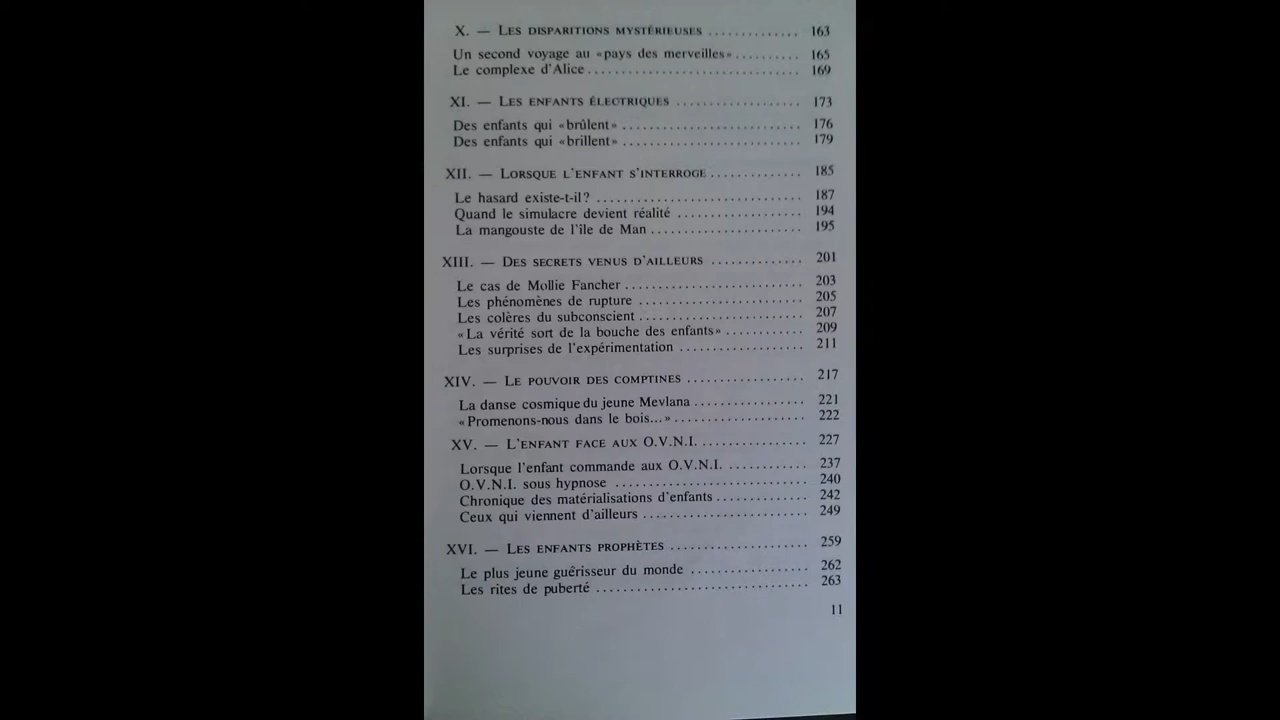 X. — LES DISPARITIONS MYSTÉRIEUSES .............. 163
Un second voyage au «pays des merveilles» .......... 165
Le complexe d'Alice ............................ 169
XI. — LES ENFANTS ÉLECTRIQUES .................. 173
Des enfants qui «brûlent» ........................ 176
Des enfants qui «brillent» ........................ 179
XII. — LORSQUE L'ENFANT S'INTERROGE .............. 185
Le hasard existe-t-il? ............................ 187
Quand le simulacre devient réalité ................. 194
La mangouste de l'île de Man ..................... 195
XIII. — DES SECRETS VENUS D'AILLEURS .............. 201
Le cas de Mollie Fancher ........................ 203
Les phénomènes de rupture ...................... 205
Les colères du subconscient ...................... 207
«La vérité sort de la bouche des enfants» ........... 209
Les surprises de l'expérimentation .................. 211
XIV. — LE POUVOIR DES COMPTINES .................. 217
La danse cosmique du jeune Mevlana ............... 221
«Promenons-nous dans le bois...» .................. 222
XV. — L'ENFANT FACE AUX O.V.N.I. ............... 227
Lorsque l'enfant commande aux O.V.N.I. ............ 237
O.V.N.I. sous hypnose ......................... 240
Chronique des matérialisations d'enfants ............. 242
Ceux qui viennent d'ailleurs ...................... 249
XVI. — LES ENFANTS PROPHÈTES .................... 259
Le plus jeune guérisseur du monde ................. 262
Les rites de puberté ............................ 263
11